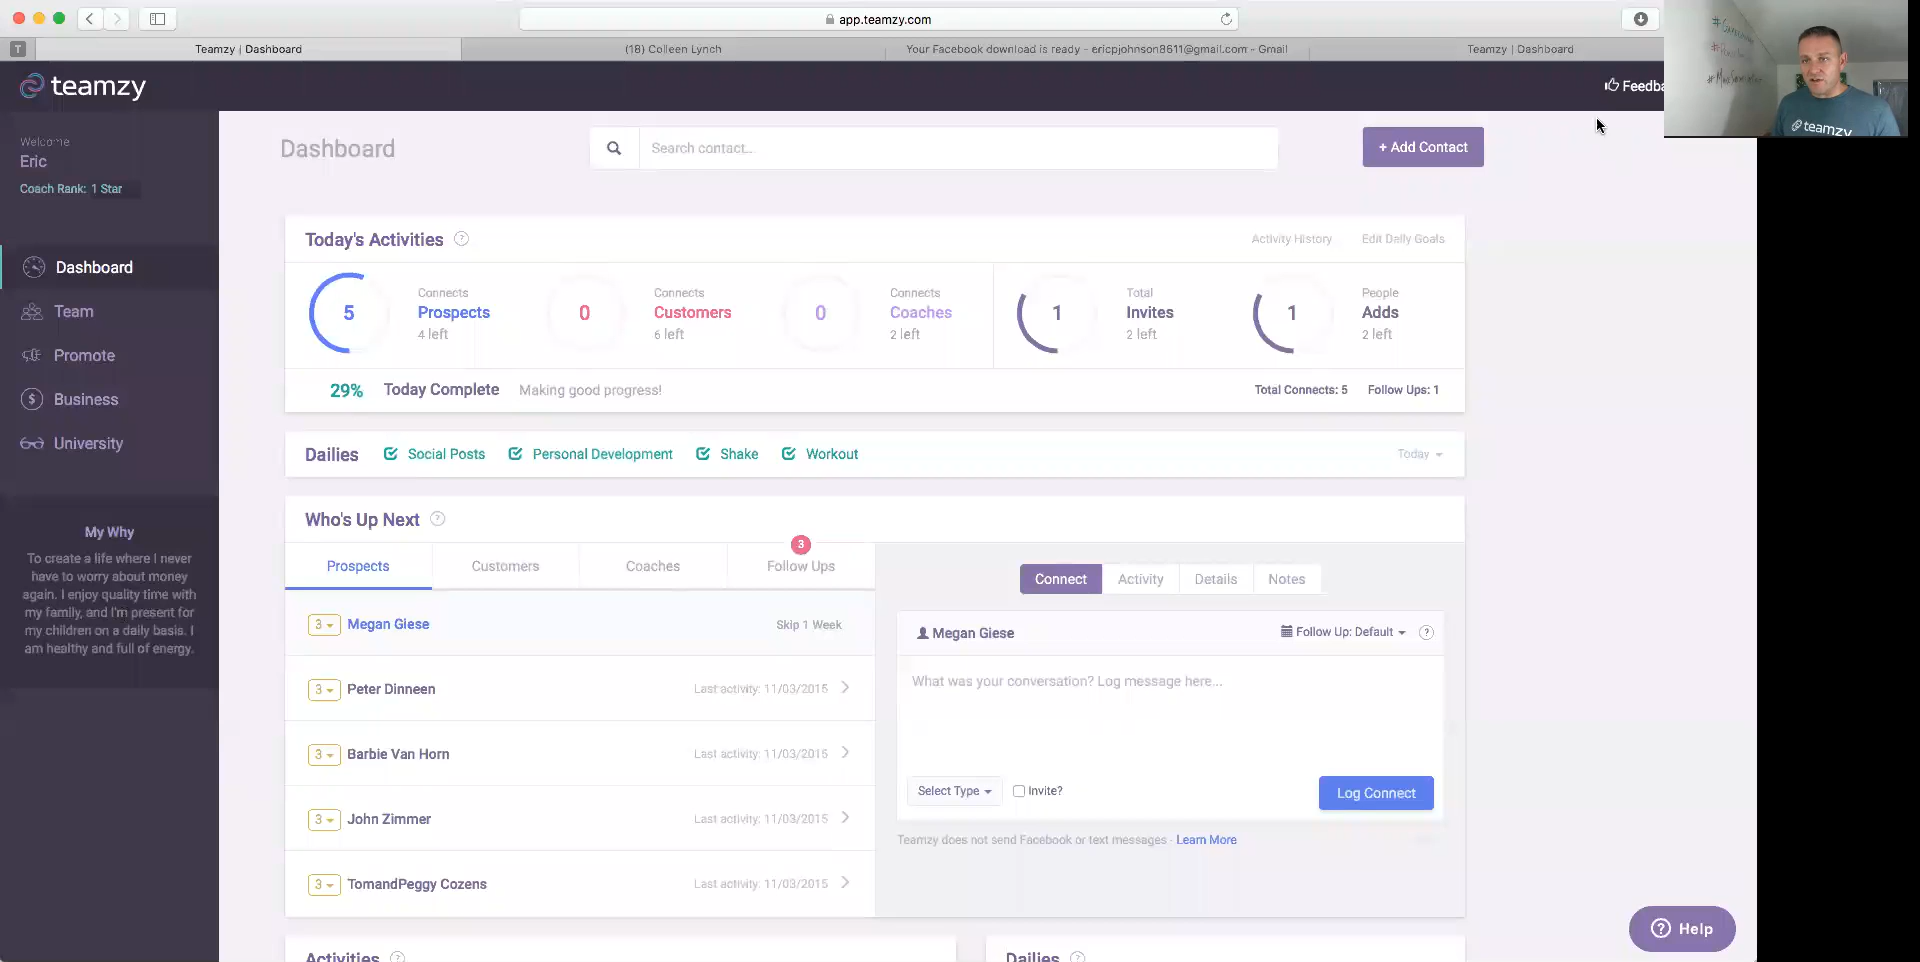 app.teamzy.com
T
Teamzy | Dashboard
(18) Colleen Lynch
Your Facebook download is ready - ericpjohnson8611@gmail.com - Gmail
Teamzy | Dashboard
teamzy
Feedba
teamzy
Welcome
Eric
Coach Rank: 1 Star
Dashboard
Team
Promote
Business
University
My Why
To create a life where I never
have to worry about money
again. I enjoy quality time with
my family, and I'm present for
my children on a daily basis. I
am healthy and full of energy.
Dashboard
Search contact...
+ Add Contact
Today's Activities ?
Activity History
Edit Daily Goals
5
Connects
Prospects
4 left
0
Connects
Customers
6 left
0
Connects
Coaches
2 left
1
Total
Invites
2 left
1
People
Adds
2 left
29% Today Complete Making good progress!
Total Connects: 5 Follow Ups: 1
Dailies Social Posts Personal Development Shake Workout
Today
Who's Up Next ?
Prospects
Customers
Coaches
3
Follow Ups
3 Megan Giese Skip 1 Week
3 Peter Dinneen Last activity: 11/03/2015
3 Barbie Van Horn Last activity: 11/03/2015
3 John Zimmer Last activity: 11/03/2015
3 TomandPeggy Cozens Last activity: 11/03/2015
Connect
Activity
Details
Notes
Megan Giese
Follow Up: Default ?
What was your conversation? Log message here...
Select Type
Invite?
Log Connect
Teamzy does not send Facebook or text messages - Learn More
Activities ?
Dailies ?
? Help